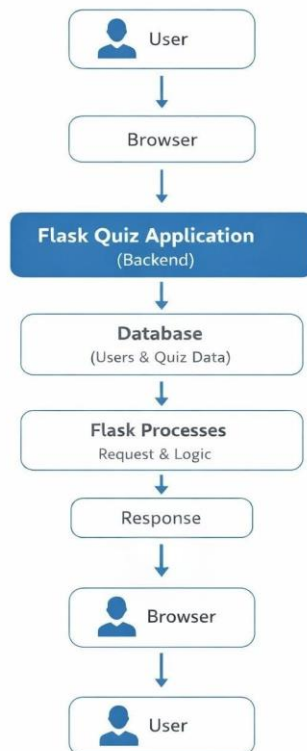 User
Browser
Flask Quiz Application
(Backend)
Database
(Users & Quiz Data)
Flask Processes
Request & Logic
Response
Browser
User